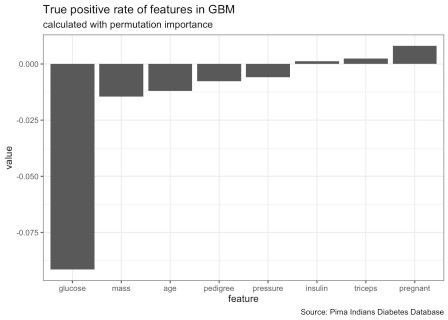 True positive rate of features in GBM
calculated with permutation importance
0.000
-0.025
-0.050
-0.075
value
glucose mass age pedigree pressure insulin triceps pregnant
feature
Source: Pima Indians Diabetes Database